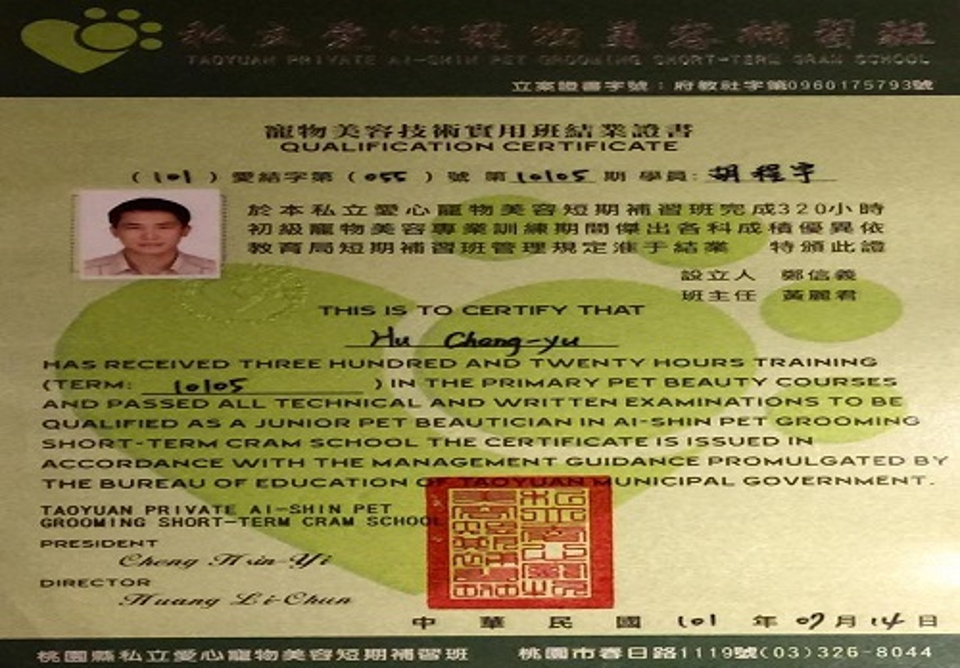 私立愛心寵物美容補習班
TAOYUAN PRIVATE AI-SHIN PET GROOMING SHORT-TERM CRAM SCHOOL
立案證書字號：府教社字第0960175793號
寵物美容技術實用班結業證書
QUALIFICATION CERTIFICATE
(101) 愛結字第 (055) 號 第10105期 學員: 胡程宇
於本私立愛心寵物美容短期補習班完成320小時
初級寵物美容專業訓練期間傑出各科成積優異依
教育局短期補習班管理規定淮于結業 特頒此證
設立人 鄭信義
班主任 黃麗君
THIS IS TO CERTIFY THAT
Hu Cheng-yu
HAS RECEIVED THREE HUNDRED AND TWENTY HOURS TRAINING
(TERM: 10105 ) IN THE PRIMARY PET BEAUTY COURSES
AND PASSED ALL TECHNICAL AND WRITTEN EXAMINATIONS TO BE
QUALIFIED AS A JUNIOR PET BEAUTICIAN IN AI-SHIN PET GROOMING
SHORT-TERM CRAM SCHOOL THE CERTIFICATE IS ISSUED IN
ACCORDANCE WITH THE MANAGEMENT GUIDANCE PROMULGATED BY
THE BUREAU OF EDUCATION OF TAOYUAN MUNICIPAL GOVERNMENT.
TAOYUAN PRIVATE AI-SHIN PET
GROOMING SHORT-TERM CRAM SCHOOL
PRESIDENT
Cheng Hsin-Yi
DIRECTOR
Huang Li-Chun
中華民國 101 年 07 月 14 日
桃園縣私立愛心寵物美容短期補習班 桃園市春日路1119號(03)326-8044